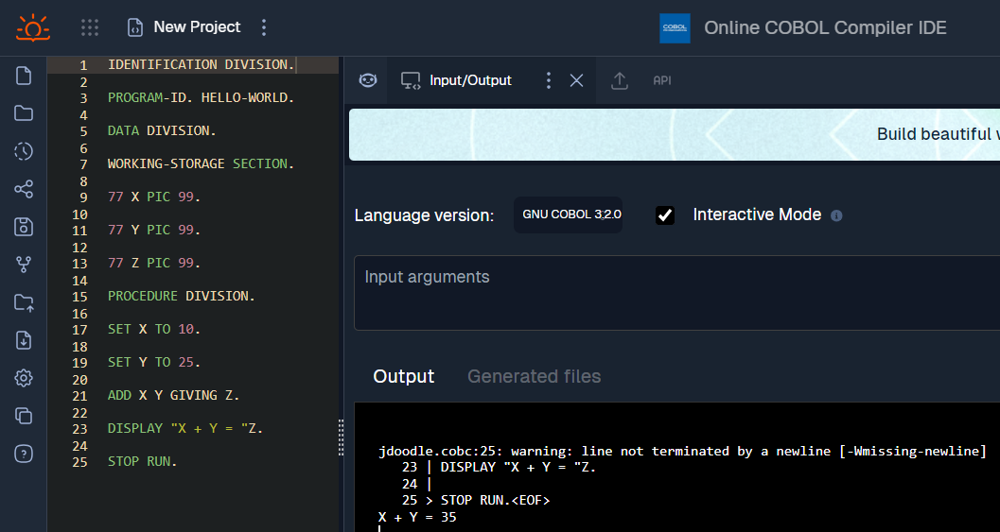 New Project
COBOL
Online COBOL Compiler IDE
1 IDENTIFICATION DIVISION.
2
3 PROGRAM-ID. HELLO-WORLD.
4
5 DATA DIVISION.
6
7 WORKING-STORAGE SECTION.
8
9 77 X PIC 99.
10
11 77 Y PIC 99.
12
13 77 Z PIC 99.
14
15 PROCEDURE DIVISION.
16
17 SET X TO 10.
18
19 SET Y TO 25.
20
21 ADD X Y GIVING Z.
22
23 DISPLAY "X + Y = "Z.
24
25 STOP RUN.
Input/Output
API
Build beautiful
Language version:
GNU COBOL 3.2.0
Interactive Mode
Input arguments
Output
Generated files
jdoodle.cobc:25: warning: line not terminated by a newline [-Wmissing-newline]
23 | DISPLAY "X + Y = "Z.
24 |
25 > STOP RUN.<EOF>
X + Y = 35